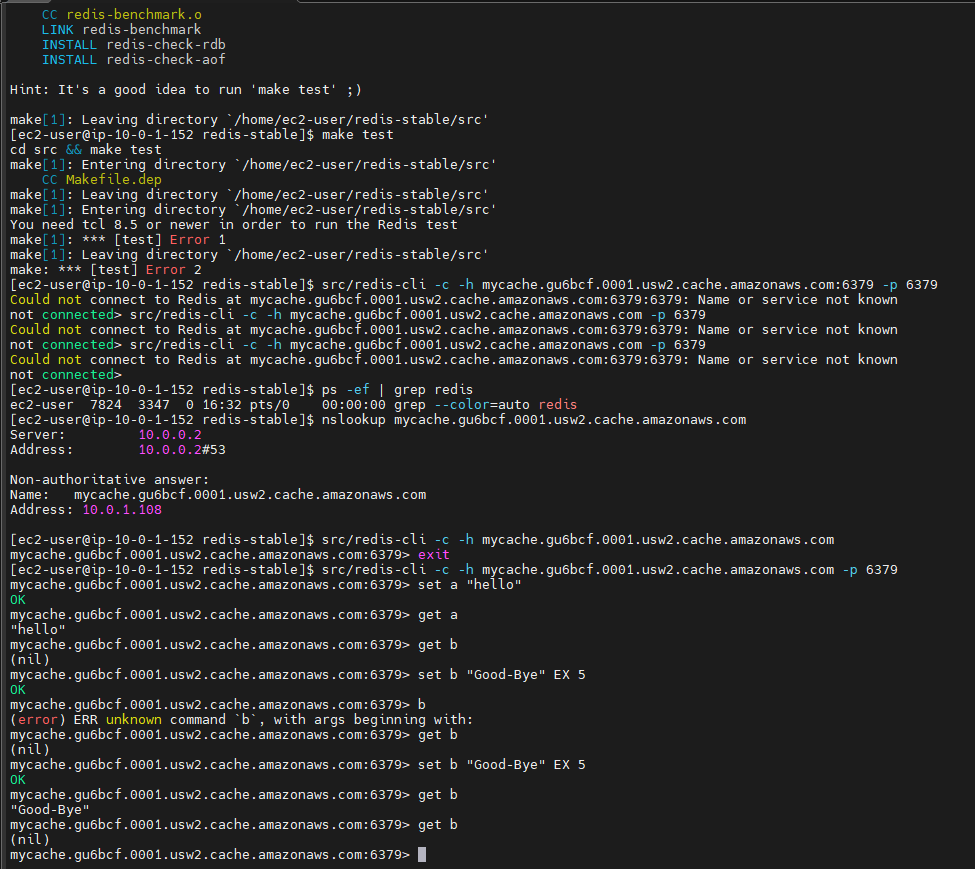 CC redis-benchmark.o
LINK redis-benchmark
INSTALL redis-check-rdb
INSTALL redis-check-aof
Hint: It's a good idea to run 'make test' ;)
make[1]: Leaving directory `/home/ec2-user/redis-stable/src'
[ec2-user@ip-10-0-1-152 redis-stable]$ make test
cd src && make test
make[1]: Entering directory `/home/ec2-user/redis-stable/src'
CC Makefile.dep
make[1]: Leaving directory `/home/ec2-user/redis-stable/src'
make[1]: Entering directory `/home/ec2-user/redis-stable/src'
You need tcl 8.5 or newer in order to run the Redis test
make[1]: *** [test] Error 1
make[1]: Leaving directory `/home/ec2-user/redis-stable/src'
make: *** [test] Error 2
[ec2-user@ip-10-0-1-152 redis-stable]$ src/redis-cli -c -h mycache.gu6bcf.0001.usw2.cache.amazonaws.com:6379 -p 6379
Could not connect to Redis at mycache.gu6bcf.0001.usw2.cache.amazonaws.com:6379:6379: Name or service not known
not connected> src/redis-cli -c -h mycache.gu6bcf.0001.usw2.cache.amazonaws.com -p 6379
Could not connect to Redis at mycache.gu6bcf.0001.usw2.cache.amazonaws.com:6379:6379: Name or service not known
not connected> src/redis-cli -c -h mycache.gu6bcf.0001.usw2.cache.amazonaws.com -p 6379
Could not connect to Redis at mycache.gu6bcf.0001.usw2.cache.amazonaws.com:6379:6379: Name or service not known
not connected>
[ec2-user@ip-10-0-1-152 redis-stable]$ ps -ef | grep redis
ec2-user  7824  3347  0 16:32 pts/0    00:00:00 grep --color=auto redis
[ec2-user@ip-10-0-1-152 redis-stable]$ nslookup mycache.gu6bcf.0001.usw2.cache.amazonaws.com
Server:         10.0.0.2
Address:        10.0.0.2#53
Non-authoritative answer:
Name:   mycache.gu6bcf.0001.usw2.cache.amazonaws.com
Address: 10.0.1.108
[ec2-user@ip-10-0-1-152 redis-stable]$ src/redis-cli -c -h mycache.gu6bcf.0001.usw2.cache.amazonaws.com
mycache.gu6bcf.0001.usw2.cache.amazonaws.com:6379> exit
[ec2-user@ip-10-0-1-152 redis-stable]$ src/redis-cli -c -h mycache.gu6bcf.0001.usw2.cache.amazonaws.com -p 6379
mycache.gu6bcf.0001.usw2.cache.amazonaws.com:6379> set a "hello"
OK
mycache.gu6bcf.0001.usw2.cache.amazonaws.com:6379> get a
"hello"
mycache.gu6bcf.0001.usw2.cache.amazonaws.com:6379> get b
(nil)
mycache.gu6bcf.0001.usw2.cache.amazonaws.com:6379> set b "Good-Bye" EX 5
OK
mycache.gu6bcf.0001.usw2.cache.amazonaws.com:6379> b
(error) ERR unknown command `b`, with args beginning with:
mycache.gu6bcf.0001.usw2.cache.amazonaws.com:6379> get b
(nil)
mycache.gu6bcf.0001.usw2.cache.amazonaws.com:6379> set b "Good-Bye" EX 5
OK
mycache.gu6bcf.0001.usw2.cache.amazonaws.com:6379> get b
"Good-Bye"
mycache.gu6bcf.0001.usw2.cache.amazonaws.com:6379> get b
(nil)
mycache.gu6bcf.0001.usw2.cache.amazonaws.com:6379>